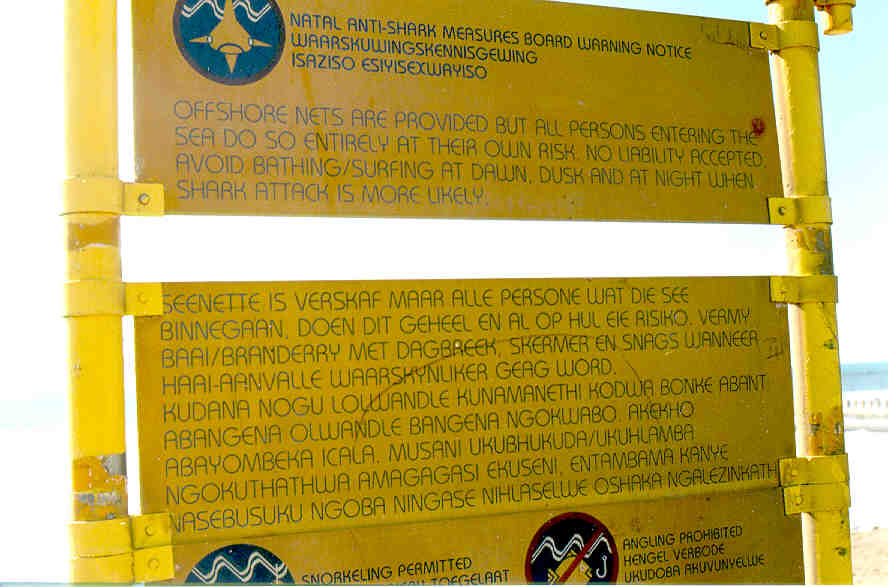 NATAL ANTI-SHARK MEASURES BOARD WARNING NOTICE
WAARSKUWINGSKENNISGEWING
ISAZISO ESIYISEXWAYISO
OFFSHORE NETS ARE PROVIDED BUT ALL PERSONS ENTERING THE
SEA DO SO ENTIRELY AT THEIR OWN RISK. NO LIABILITY ACCEPTED.
AVOID BATHING/SURFING AT DAWN, DUSK AND AT NIGHT WHEN
SHARK ATTACK IS MORE LIKELY.
SEENETTE IS VERSKAF MAAR ALLE PERSONE WAT DIE SEE
BINNEGAAN, DOEN DIT GEHEEL EN AL OP HUL EIE RISIKO. VERMY
BAAI/BRANDERRY MET DAGBREEK, SKERMER EN SNAGS WANNEER
HAAI-AANVALLE WAARSKYNLIKER GEAG WORD.
KUDANA NOGU LOLWANDLE KUNAMANETHI KODWA BONKE ABANT
ABANGENA OLWANDLE BANGENA NGOKWABO. AKEKHO
ABAYOMBEKA ICALA. MUSANI UKUBHUKUDA/UKUHLAMBA
NGOKUTHATHWA AMAGAGASI EKUSENI, ENTAMBAMA KANYE
NASEBUSUKU NGOBA NINGASE NIHLASELWE OSHAKA NGALEZINKATH
SNORKELING PERMITTED
TOEGELAAT
ANGLING PROHIBITED
HENGEL VERBODE
UKUDOBA AKUVUNYELWE